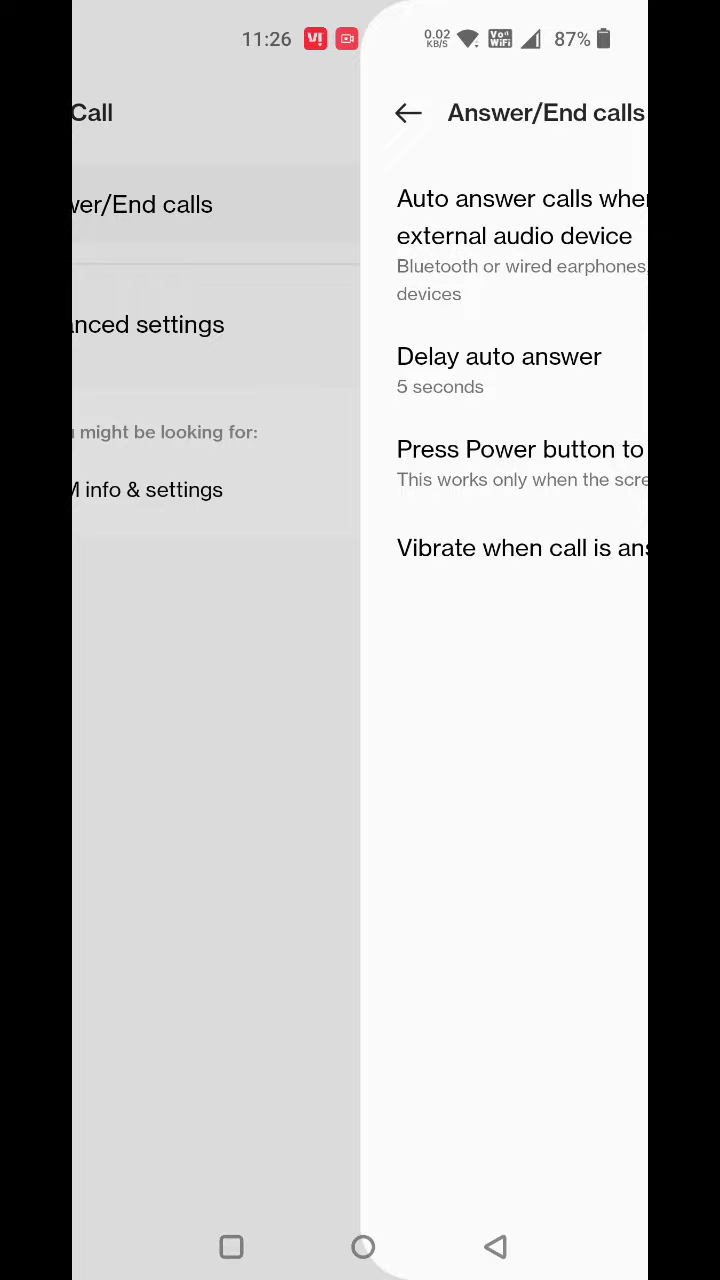 11:26 V! 0.02 KB/S Vo WiFi 87%
Call
wer/End calls
anced settings
might be looking for:
M info & settings
Answer/End calls
Auto answer calls when
external audio device
Bluetooth or wired earphones,
devices
Delay auto answer
5 seconds
Press Power button to
This works only when the scre
Vibrate when call is ans